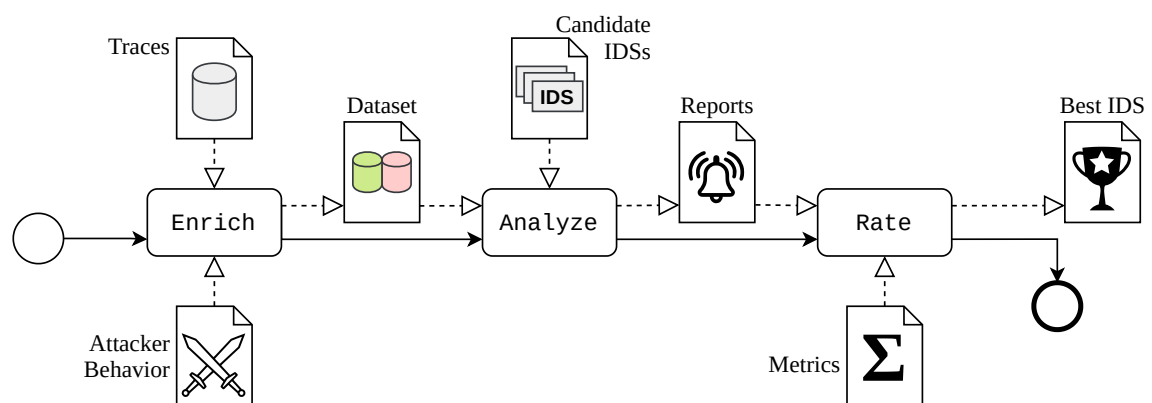 Traces
Candidate
IDSs
IDS
Dataset
Reports
Best IDS
Enrich
Analyze
Rate
Attacker
Behavior
Metrics
Σ